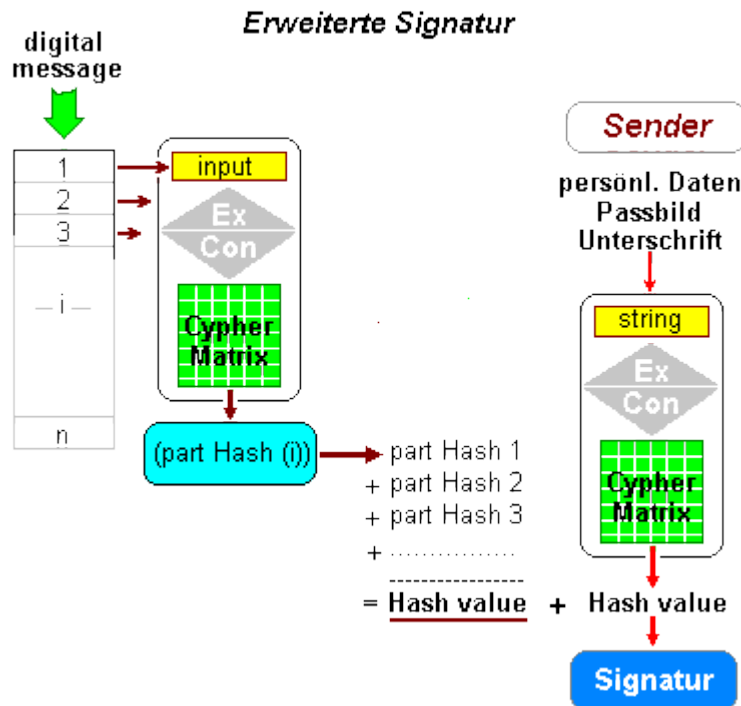 Erweiterte Signatur
digital
message
1
2
3
—i—
n
input
Ex
Con
Cypher
Matrix
(part Hash (i))
part Hash 1
+ part Hash 2
+ part Hash 3
+ ................
----------------
= Hash value + Hash value
Sender
persönl. Daten
Passbild
Unterschrift
string
Ex
Con
Cypher
Matrix
Signatur